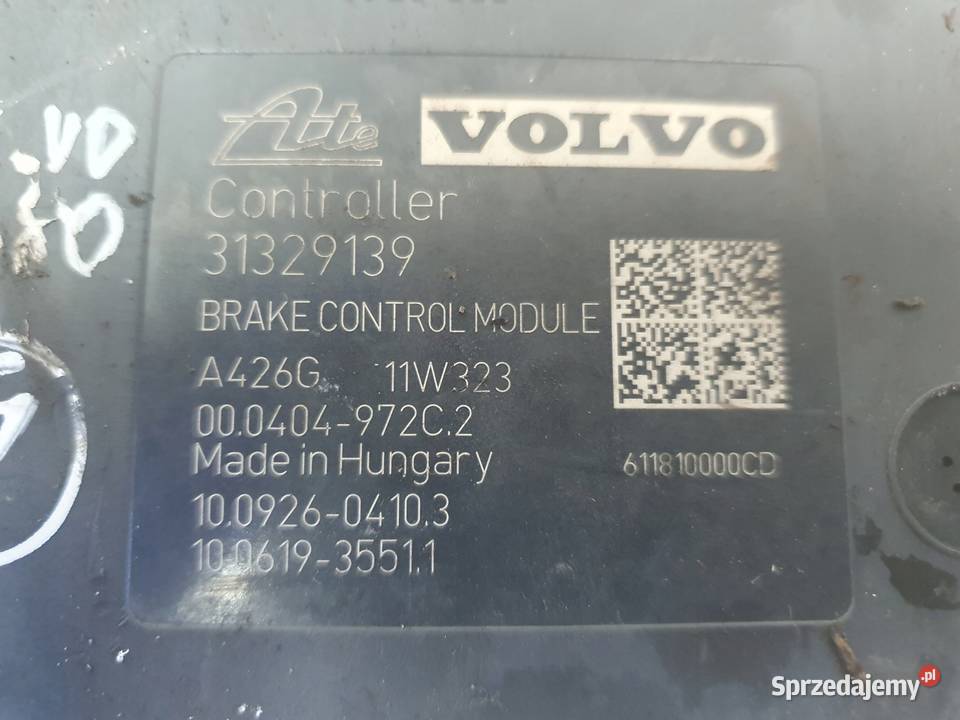 Ate VOLVO
Controller
31329139
BRAKE CONTROL MODULE
A426G 11W323
00.0404-972C.2
Made in Hungary
611810000CD
10.0926-0410.3
10.0619-3551.1
Sprzedajemy.pl